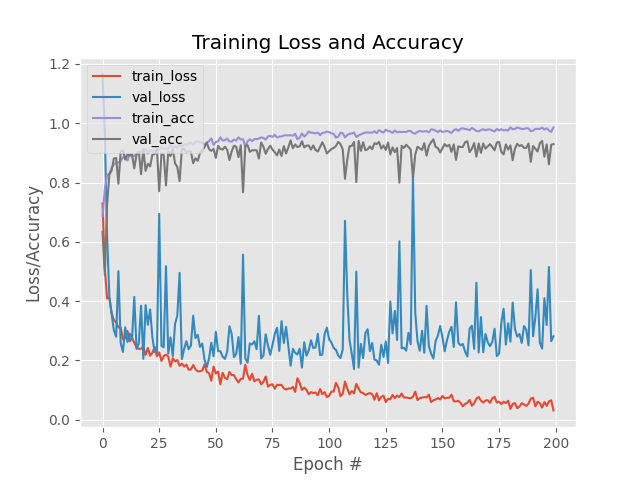 Training Loss and Accuracy
train_loss
val_loss
train_acc
val_acc
1.2
1.0
0.8
0.6
0.4
0.2
0.0
Loss/Accuracy
0 25 50 75 100 125 150 175 200
Epoch #